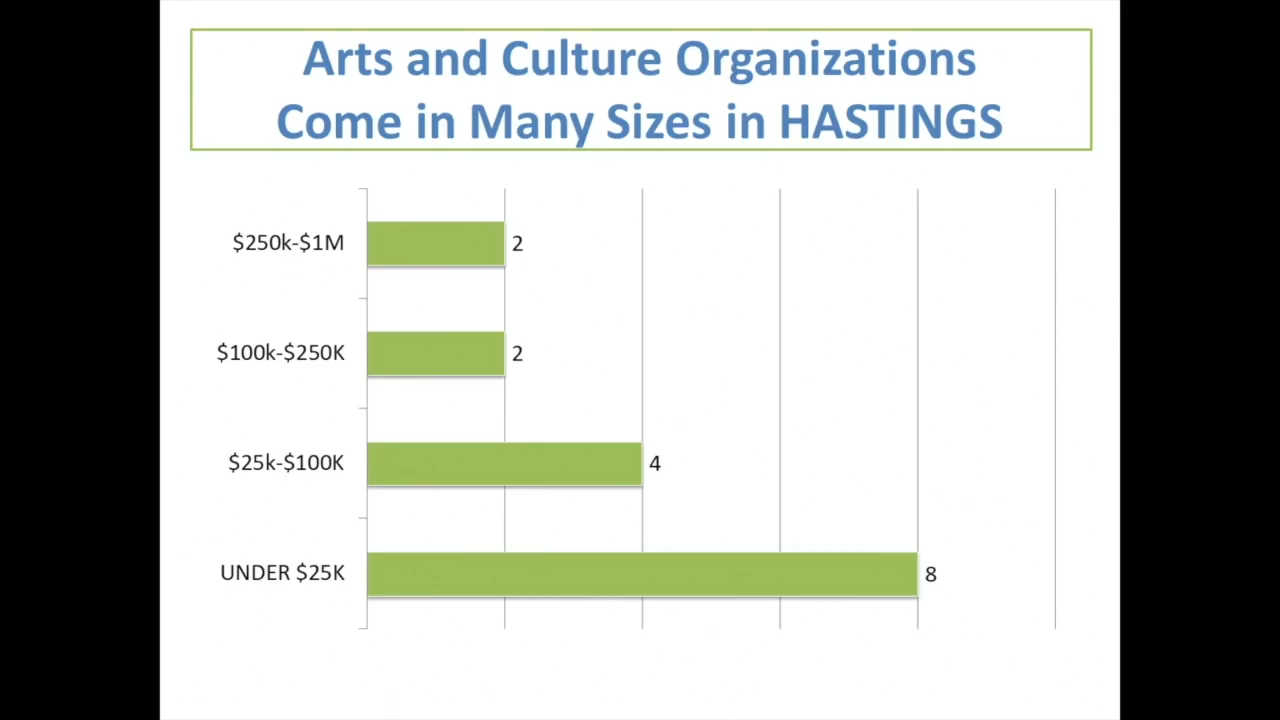 Arts and Culture Organizations
Come in Many Sizes in HASTINGS
$250k-$1M 2
$100k-$250K 2
$25k-$100K 4
UNDER $25K 8